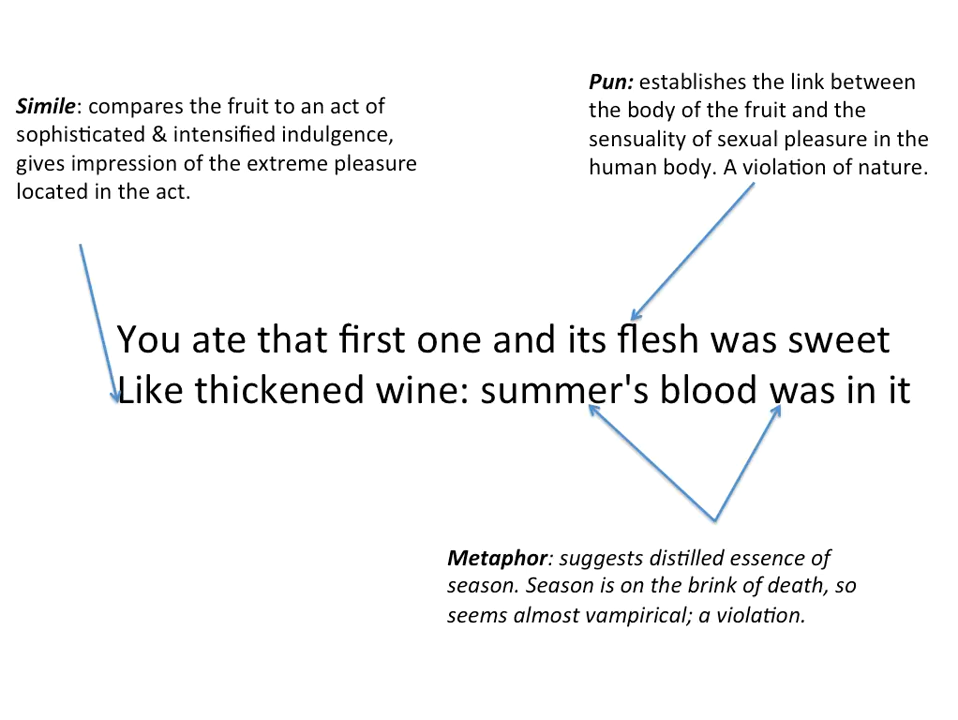 Simile: compares the fruit to an act of
sophisticated & intensified indulgence,
gives impression of the extreme pleasure
located in the act.
Pun: establishes the link between
the body of the fruit and the
sensuality of sexual pleasure in the
human body. A violation of nature.
You ate that first one and its flesh was sweet
Like thickened wine: summer's blood was in it
Metaphor: suggests distilled essence of
season. Season is on the brink of death, so
seems almost vampirical; a violation.